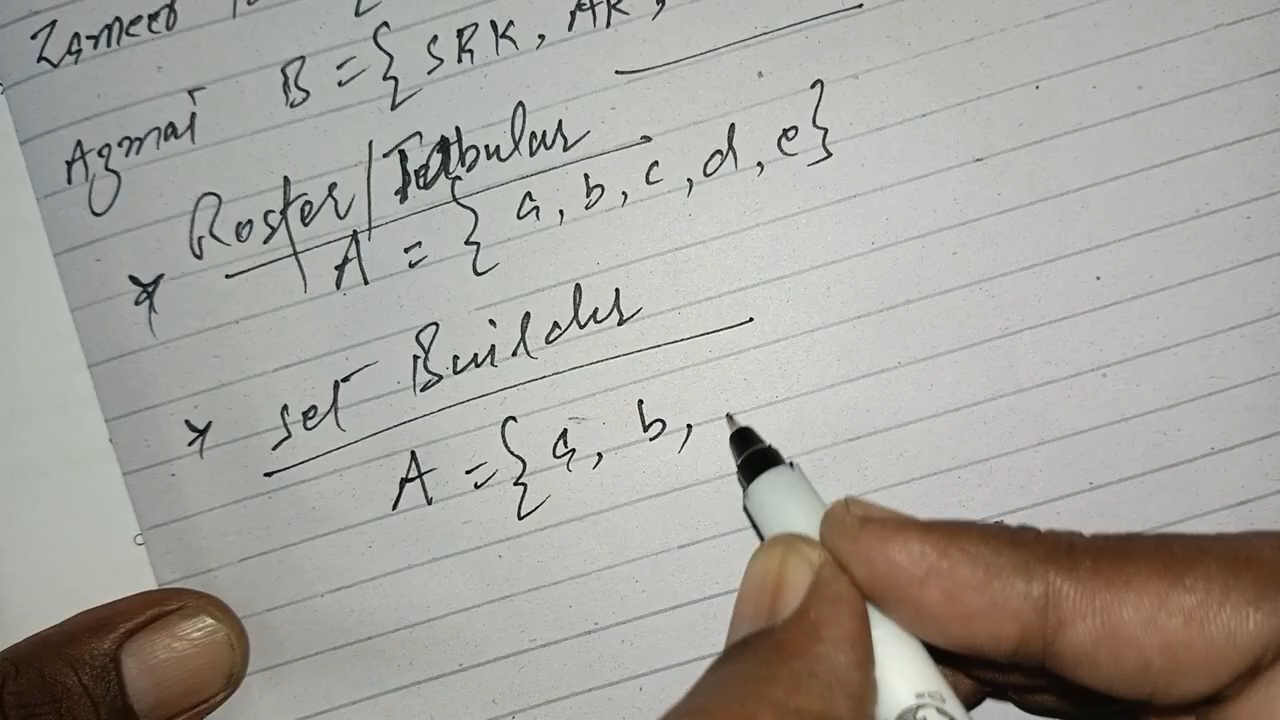 Zameer
Azmai B = { SRK, AK,
* Roster/Tabular
A = { a, b, c, d, e }
* set Builder
A = { a, b,